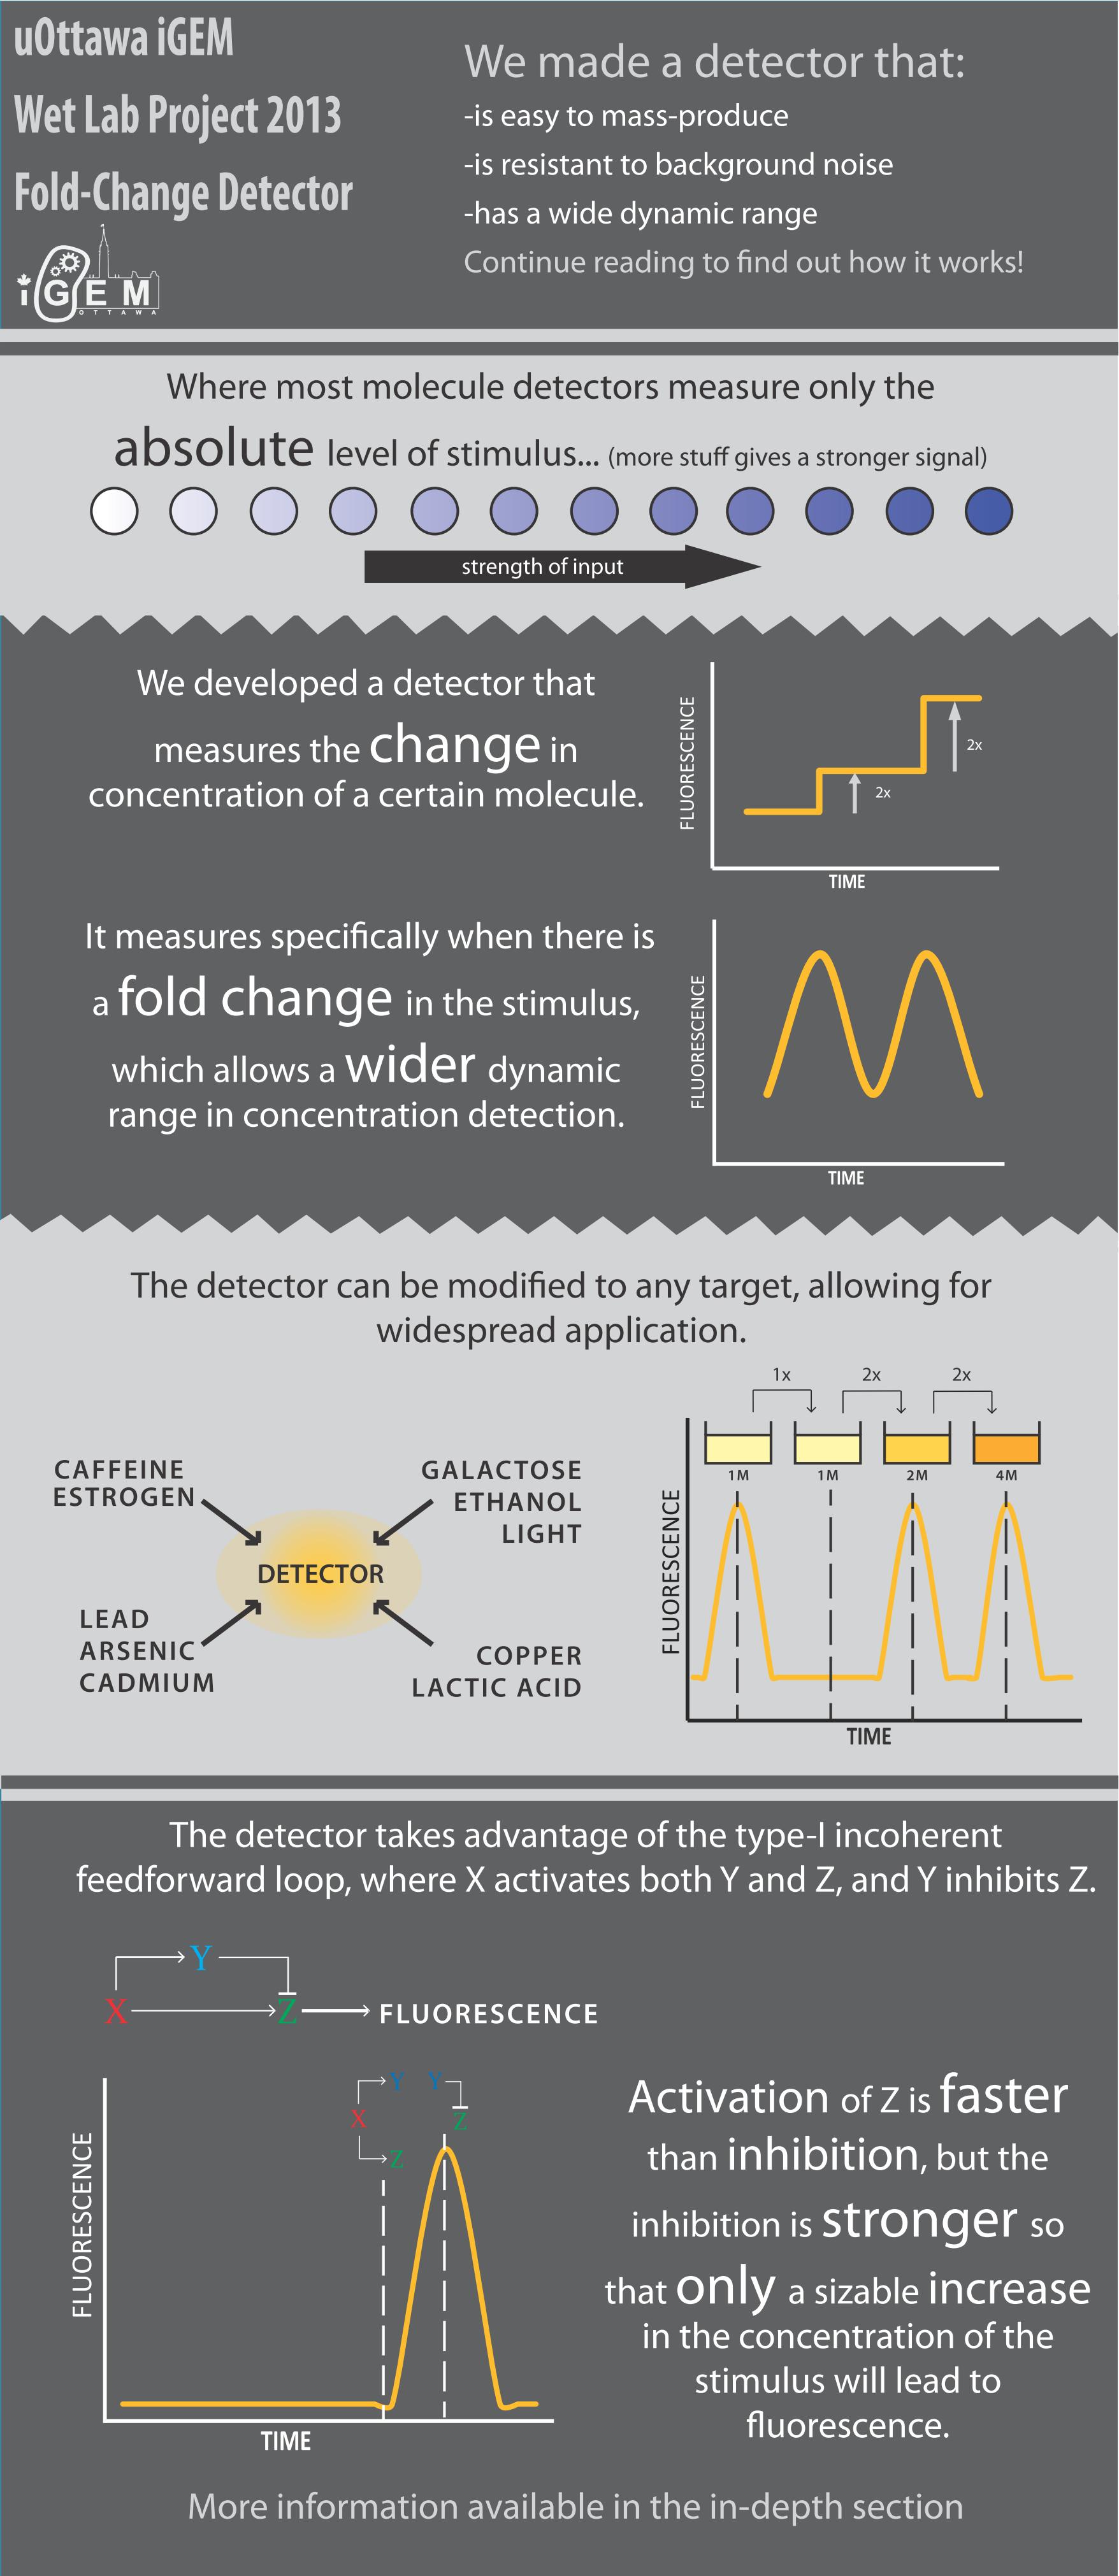 uOttawa iGEM
Wet Lab Project 2013
Fold-Change Detector
iGEM
OTTAWA
We made a detector that:
-is easy to mass-produce
-is resistant to background noise
-has a wide dynamic range
Continue reading to find out how it works!
Where most molecule detectors measure only the
absolute level of stimulus... (more stuff gives a stronger signal)
strength of input
We developed a detector that
measures the change in
concentration of a certain molecule.
FLUORESCENCE
2x
2x
TIME
It measures specifically when there is
a fold change in the stimulus,
which allows a wider dynamic
range in concentration detection.
FLUORESCENCE
TIME
The detector can be modified to any target, allowing for
widespread application.
CAFFEINE
ESTROGEN
GALACTOSE
ETHANOL
LIGHT
DETECTOR
LEAD
ARSENIC
CADMIUM
COPPER
LACTIC ACID
1x 2x 2x
1M 1M 2M 4M
FLUORESCENCE
TIME
The detector takes advantage of the type-I incoherent
feedforward loop, where X activates both Y and Z, and Y inhibits Z.
Y
X Z FLUORESCENCE
Y Y
X Z
Z
FLUORESCENCE
TIME
Activation of Z is faster
than inhibition, but the
inhibition is stronger so
that only a sizable increase
in the concentration of the
stimulus will lead to
fluorescence.
More information available in the in-depth section